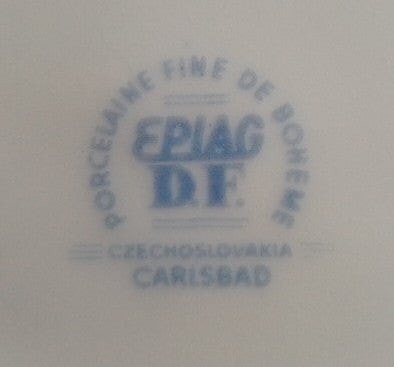 PORCELAINE FINE DE BOHEME
EPIAG
D.F.
CZECHOSLOVAKIA
CARLSBAD